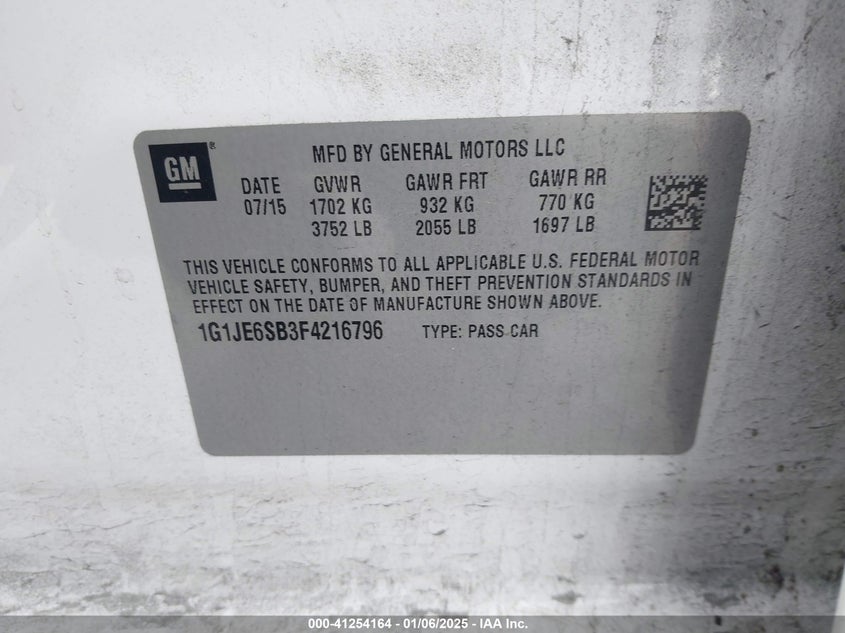 GM®
MFD BY GENERAL MOTORS LLC
DATE GVWR GAWR FRT GAWR RR
07/15 1702 KG 932 KG 770 KG
3752 LB 2055 LB 1697 LB
THIS VEHICLE CONFORMS TO ALL APPLICABLE U.S. FEDERAL MOTOR
VEHICLE SAFETY, BUMPER, AND THEFT PREVENTION STANDARDS IN
EFFECT ON THE DATE OF MANUFACTURE SHOWN ABOVE.
1G1JE6SB3F4216796 TYPE: PASS CAR
000-41254164 - 01/06/2025 - IAA Inc.